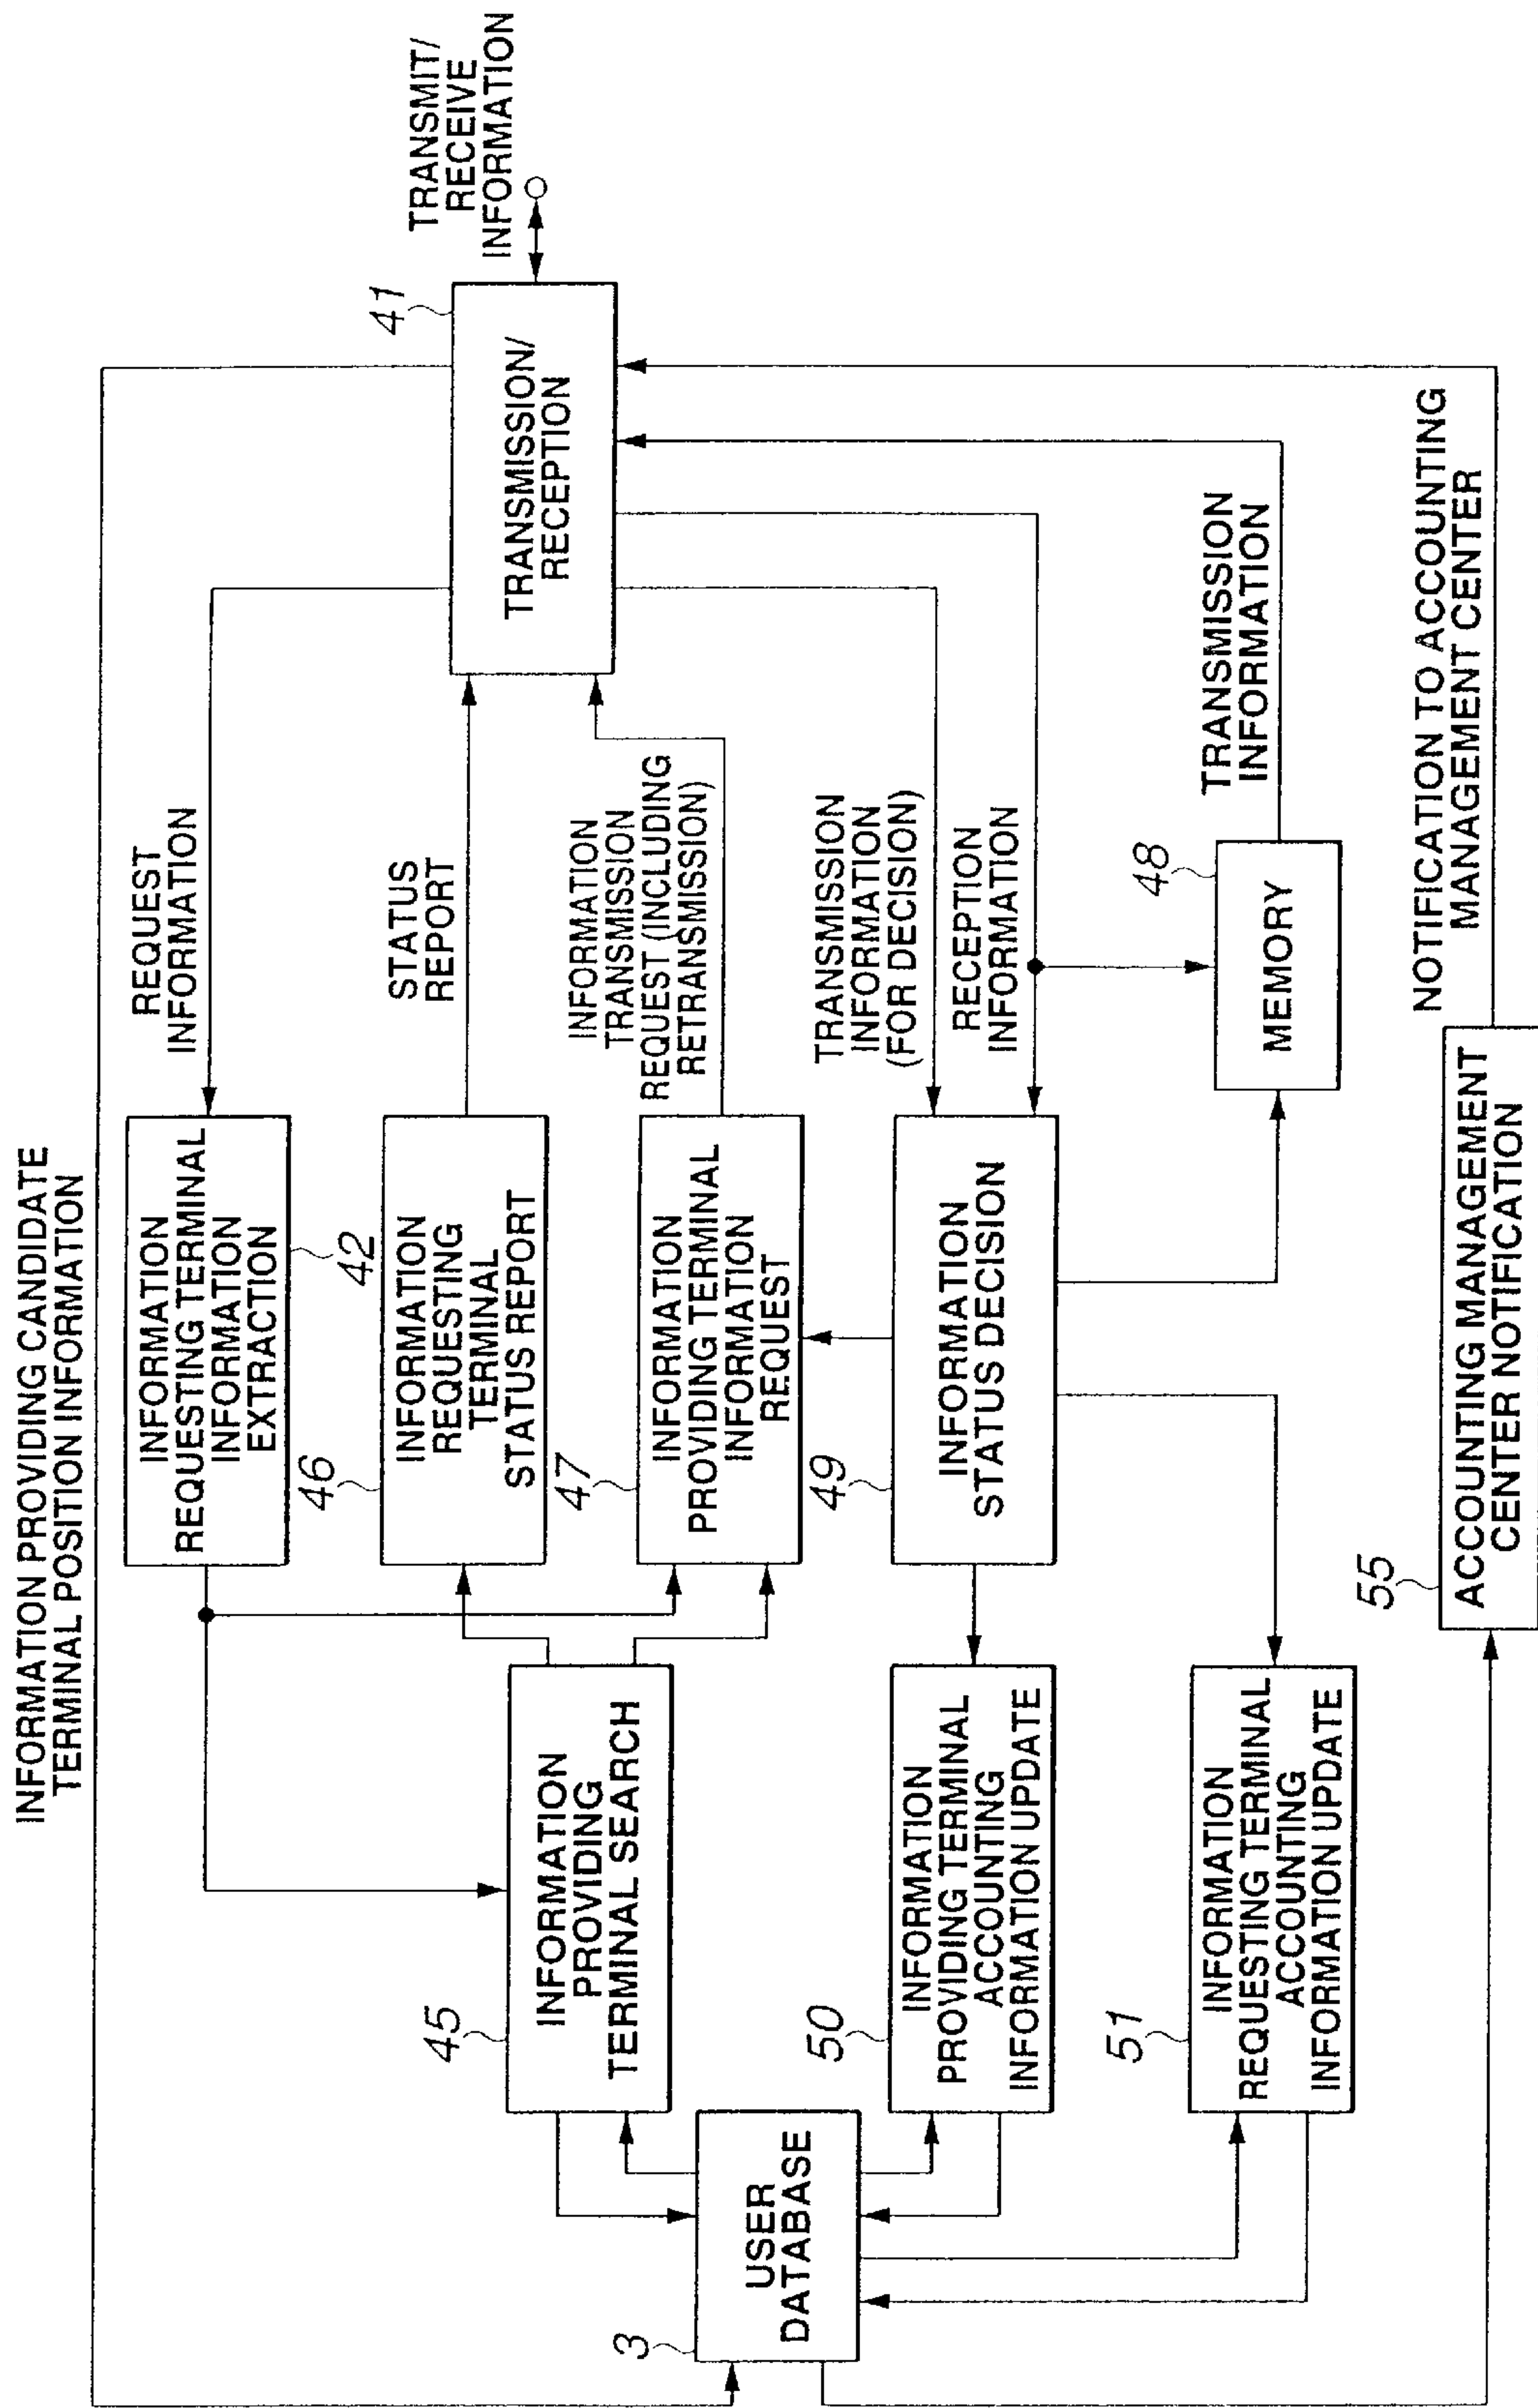 INFORMATION PROVIDING CANDIDATE
TERMINAL POSITION INFORMATION
REQUEST
INFORMATION
INFORMATION
REQUESTING TERMINAL
INFORMATION
EXTRACTION
42
TRANSMIT/
RECEIVE
INFORMATION
41
TRANSMISSION/
RECEPTION
STATUS
REPORT
46
INFORMATION
REQUESTING
TERMINAL
STATUS REPORT
45
INFORMATION
PROVIDING
TERMINAL SEARCH
47
INFORMATION
PROVIDING TERMINAL
INFORMATION
REQUEST
INFORMATION
TRANSMISSION
REQUEST (INCLUDING
RETRANSMISSION)
3
USER
DATABASE
50
INFORMATION
PROVIDING TERMINAL
ACCOUNTING
INFORMATION UPDATE
49
INFORMATION
STATUS DECISION
TRANSMISSION
INFORMATION
(FOR DECISION)
RECEPTION
INFORMATION
51
INFORMATION
REQUESTING TERMINAL
ACCOUNTING
INFORMATION UPDATE
48
MEMORY
TRANSMISSION
INFORMATION
55
ACCOUNTING MANAGEMENT
CENTER NOTIFICATION
NOTIFICATION TO ACCOUNTING
MANAGEMENT CENTER